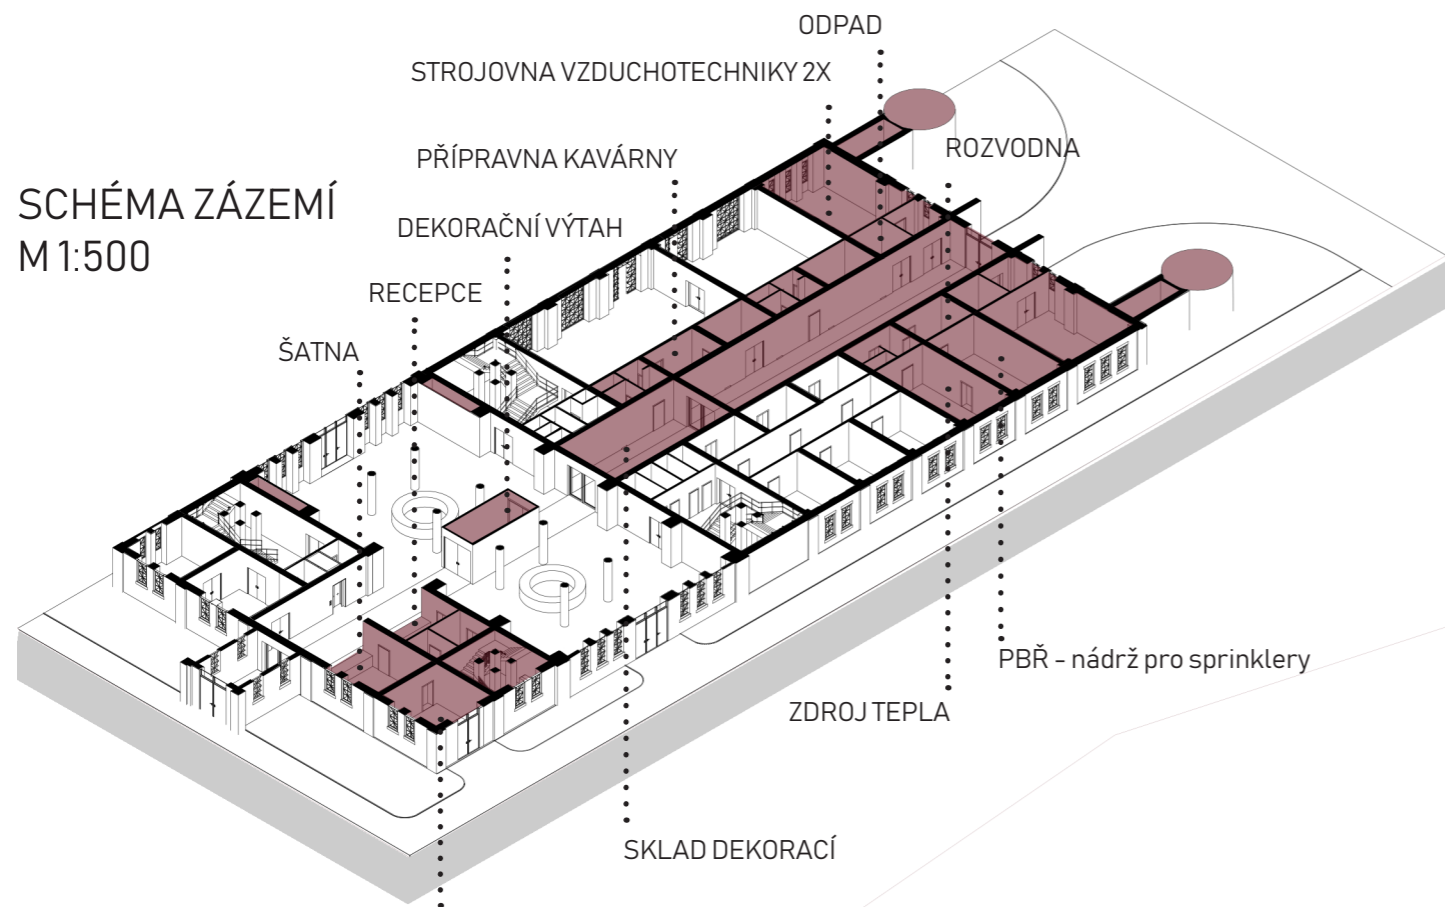 ODPAD
STROJOVNA VZDUCHOTECHNIKY 2X
ROZVODNA
PŘÍPRAVNA KAVÁRNY
SCHÉMA ZÁZEMÍ
M 1:500
DEKORAČNÍ VÝTAH
RECEPCE
ŠATNA
PBŘ - nádrž pro sprinklery
ZDROJ TEPLA
SKLAD DEKORACÍ